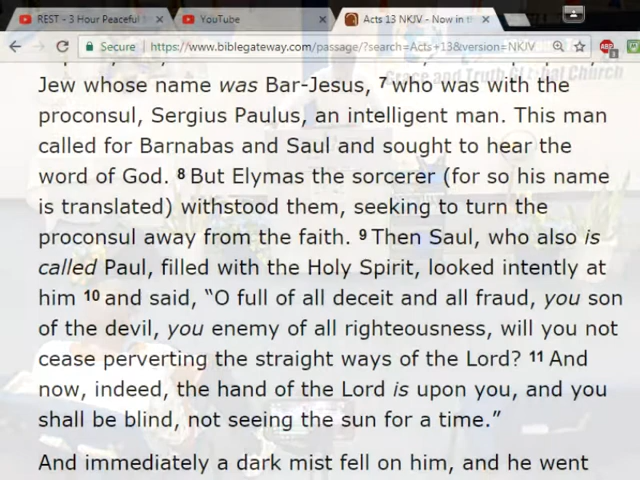 REST - 3 Hour Peaceful
YouTube
Acts 13 NKJV - Now in t
Secure | https://www.biblegateway.com/passage/?search=Acts+13&version=NKJV
Grace and Truth Global Church
Jew whose name was Bar-Jesus, 7 who was with the
proconsul, Sergius Paulus, an intelligent man. This man
called for Barnabas and Saul and sought to hear the
word of God. 8 But Elymas the sorcerer (for so his name
is translated) withstood them, seeking to turn the
proconsul away from the faith. 9 Then Saul, who also is
called Paul, filled with the Holy Spirit, looked intently at
him 10 and said, “O full of all deceit and all fraud, you son
of the devil, you enemy of all righteousness, will you not
cease perverting the straight ways of the Lord? 11 And
now, indeed, the hand of the Lord is upon you, and you
shall be blind, not seeing the sun for a time.”
And immediately a dark mist fell on him, and he went